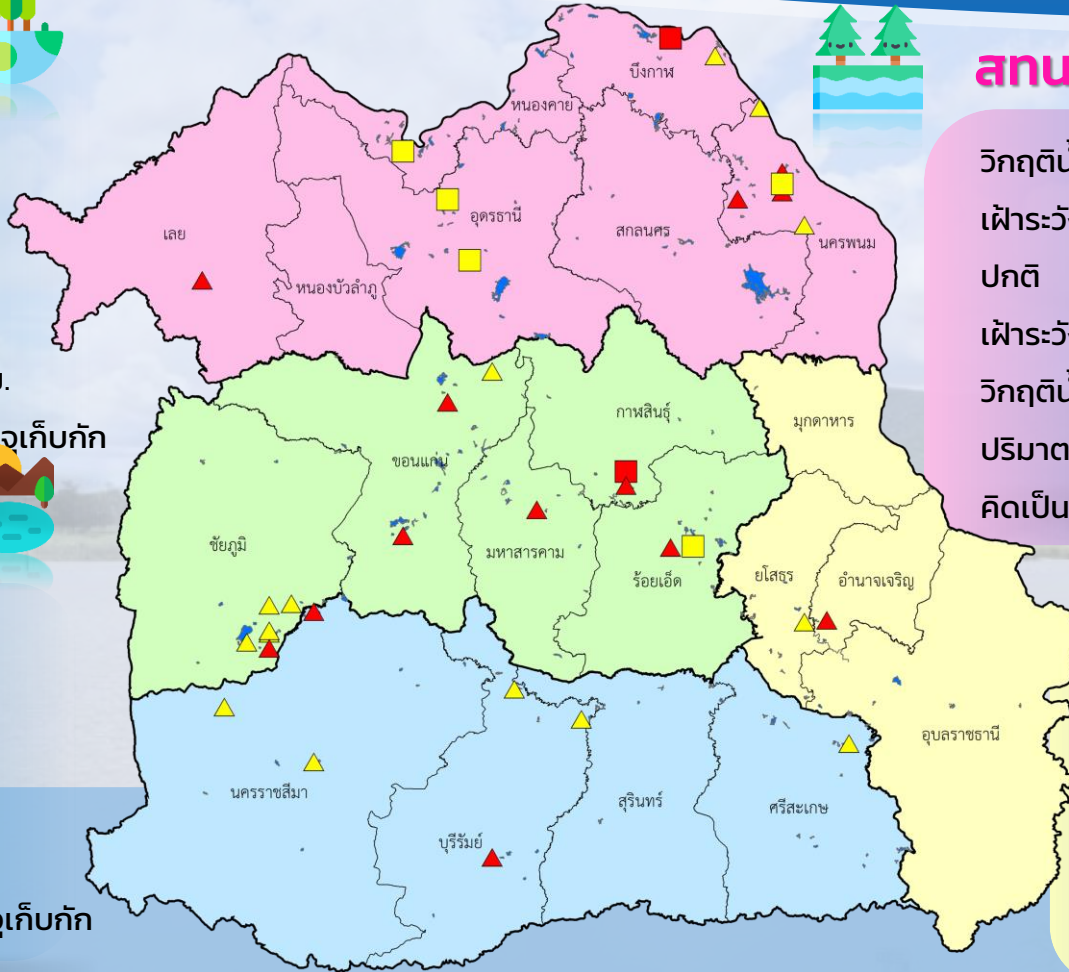 สทน
บึงกาฬ
หนองคาย
วิกฤติน้
เลย
อุดรธานี
สกลนคร
นครพนม
เฝ้าระวัง
หนองบัวลำภู
ปกติ
เฝ้าระวัง
วิกฤติน้
ม.
จุเก็บกัก
กาฬสินธุ์
มุกดาหาร
ปริมาตร
ขอนแก่น
คิดเป็น
ชัยภูมิ
มหาสารคาม
ร้อยเอ็ด
ยโสธร
อำนาจเจริญ
อุบลราชธานี
นครราชสีมา
สุรินทร์
ศรีสะเกษ
บุรีรัมย์
จุเก็บกัก